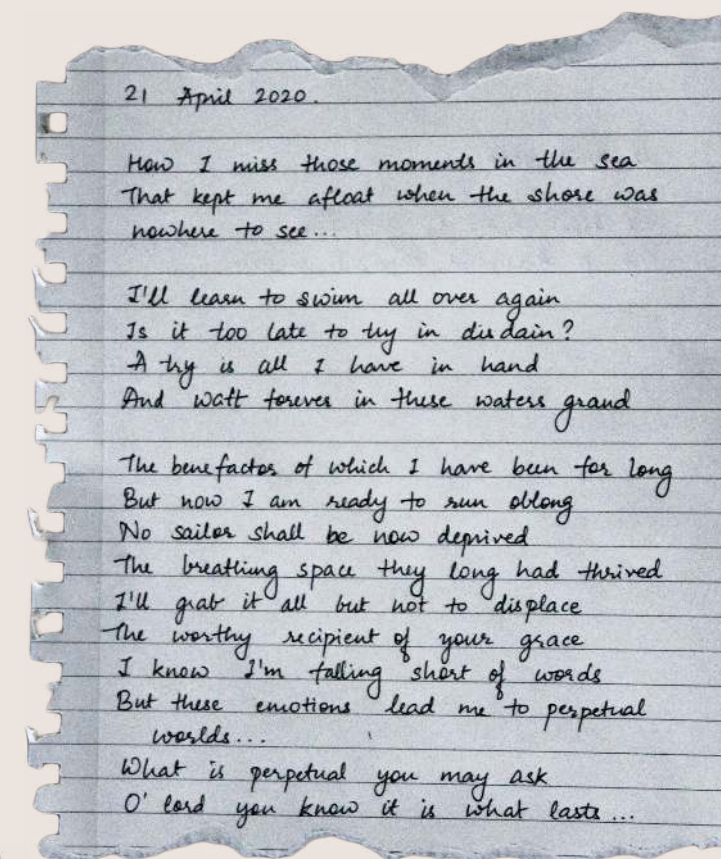 21 April 2020.
How I miss those moments in the sea
That kept me afloat when the shore was
nowhere to see...
I'll learn to swim all over again
Is it too late to try in disdain?
A try is all I have in hand
And watt forever in these waters grand
The benefactor of which I have been for long
But now I am ready to run oblong
No sailor shall be now deprived
The breathing space they long had thrived
I'll grab it all but not to displace
The worthy recipient of your grace
I know I'm falling short of words
But these emotions lead me to perpetual
worlds...
What is perpetual you may ask
O' lord you know it is what lasts...